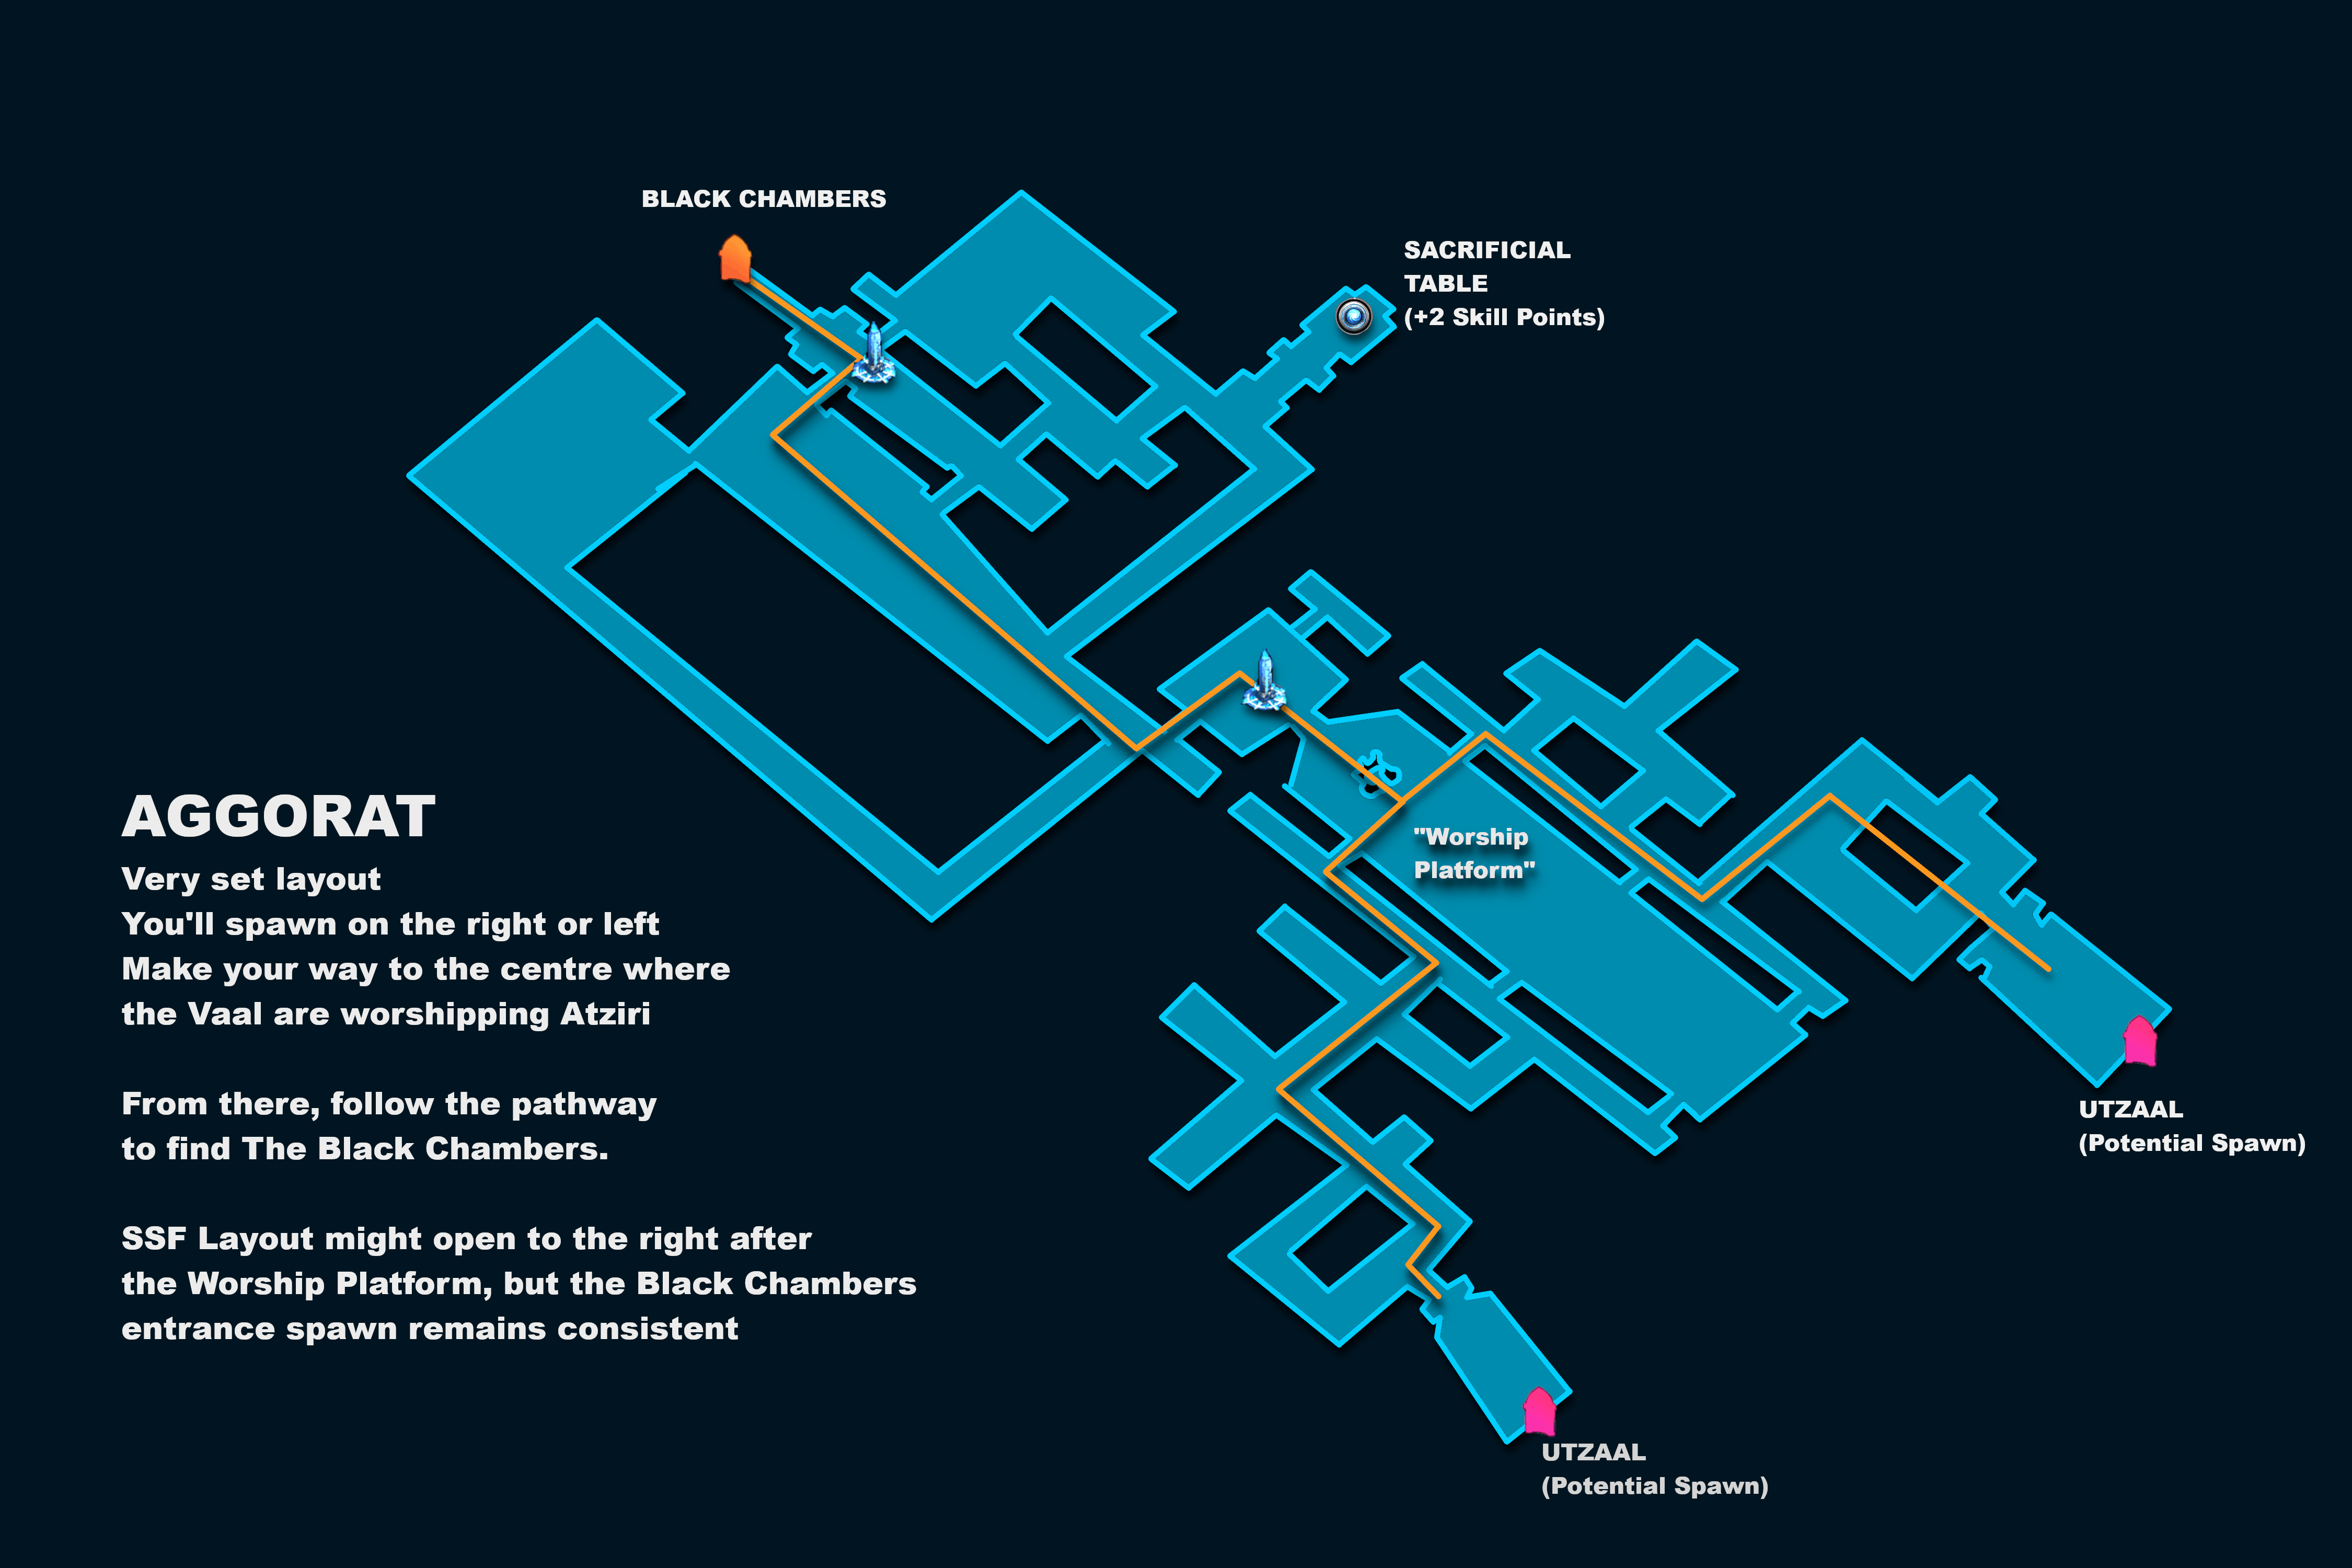 BLACK CHAMBERS
SACRIFICIAL
TABLE
(+2 Skill Points)
"Worship
Platform"
AGGORAT
Very set layout
You'll spawn on the right or left
Make your way to the centre where
the Vaal are worshipping Atziri
From there, follow the pathway
to find The Black Chambers.
SSF Layout might open to the right after
the Worship Platform, but the Black Chambers
entrance spawn remains consistent
UTZAAL
(Potential Spawn)
UTZAAL
(Potential Spawn)